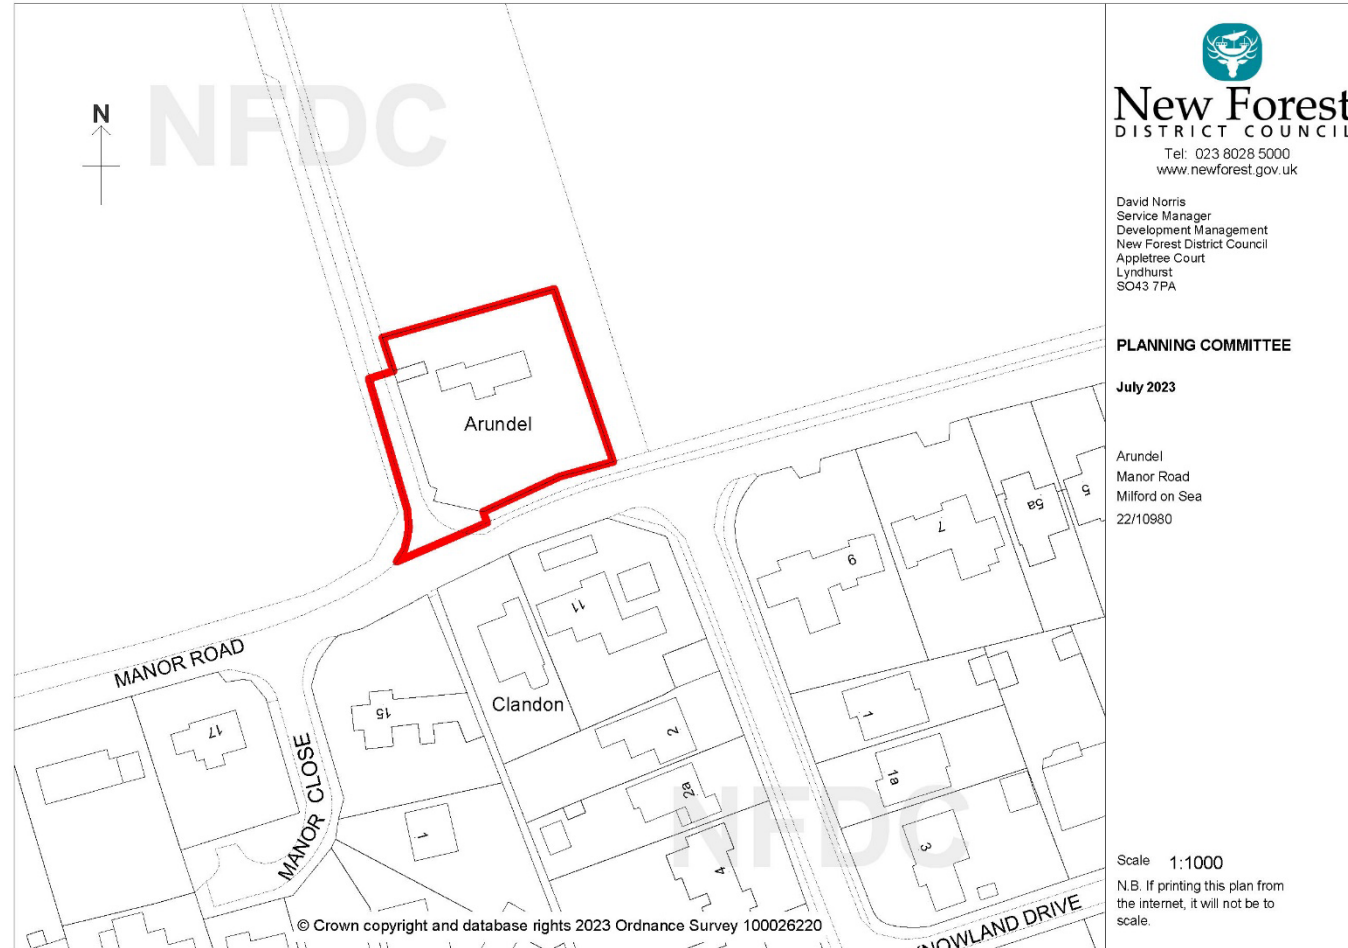 NFDC
N
Arundel
MANOR ROAD
MANOR CLOSE
17
15
1
Clandon
11
2
2a
4
9
7
5a
5
1
1a
3
NFDC
© Crown copyright and database rights 2023 Ordnance Survey 100026220
New Forest
DISTRICT COUNCIL
Tel: 023 8028 5000
www.newforest.gov.uk
David Norris
Service Manager
Development Management
New Forest District Council
Appletree Court
Lyndhurst
SO43 7PA
PLANNING COMMITTEE
July 2023
Arundel
Manor Road
Milford on Sea
22/10980
Scale 1:1000
N.B. If printing this plan from
the internet, it will not be to
scale.